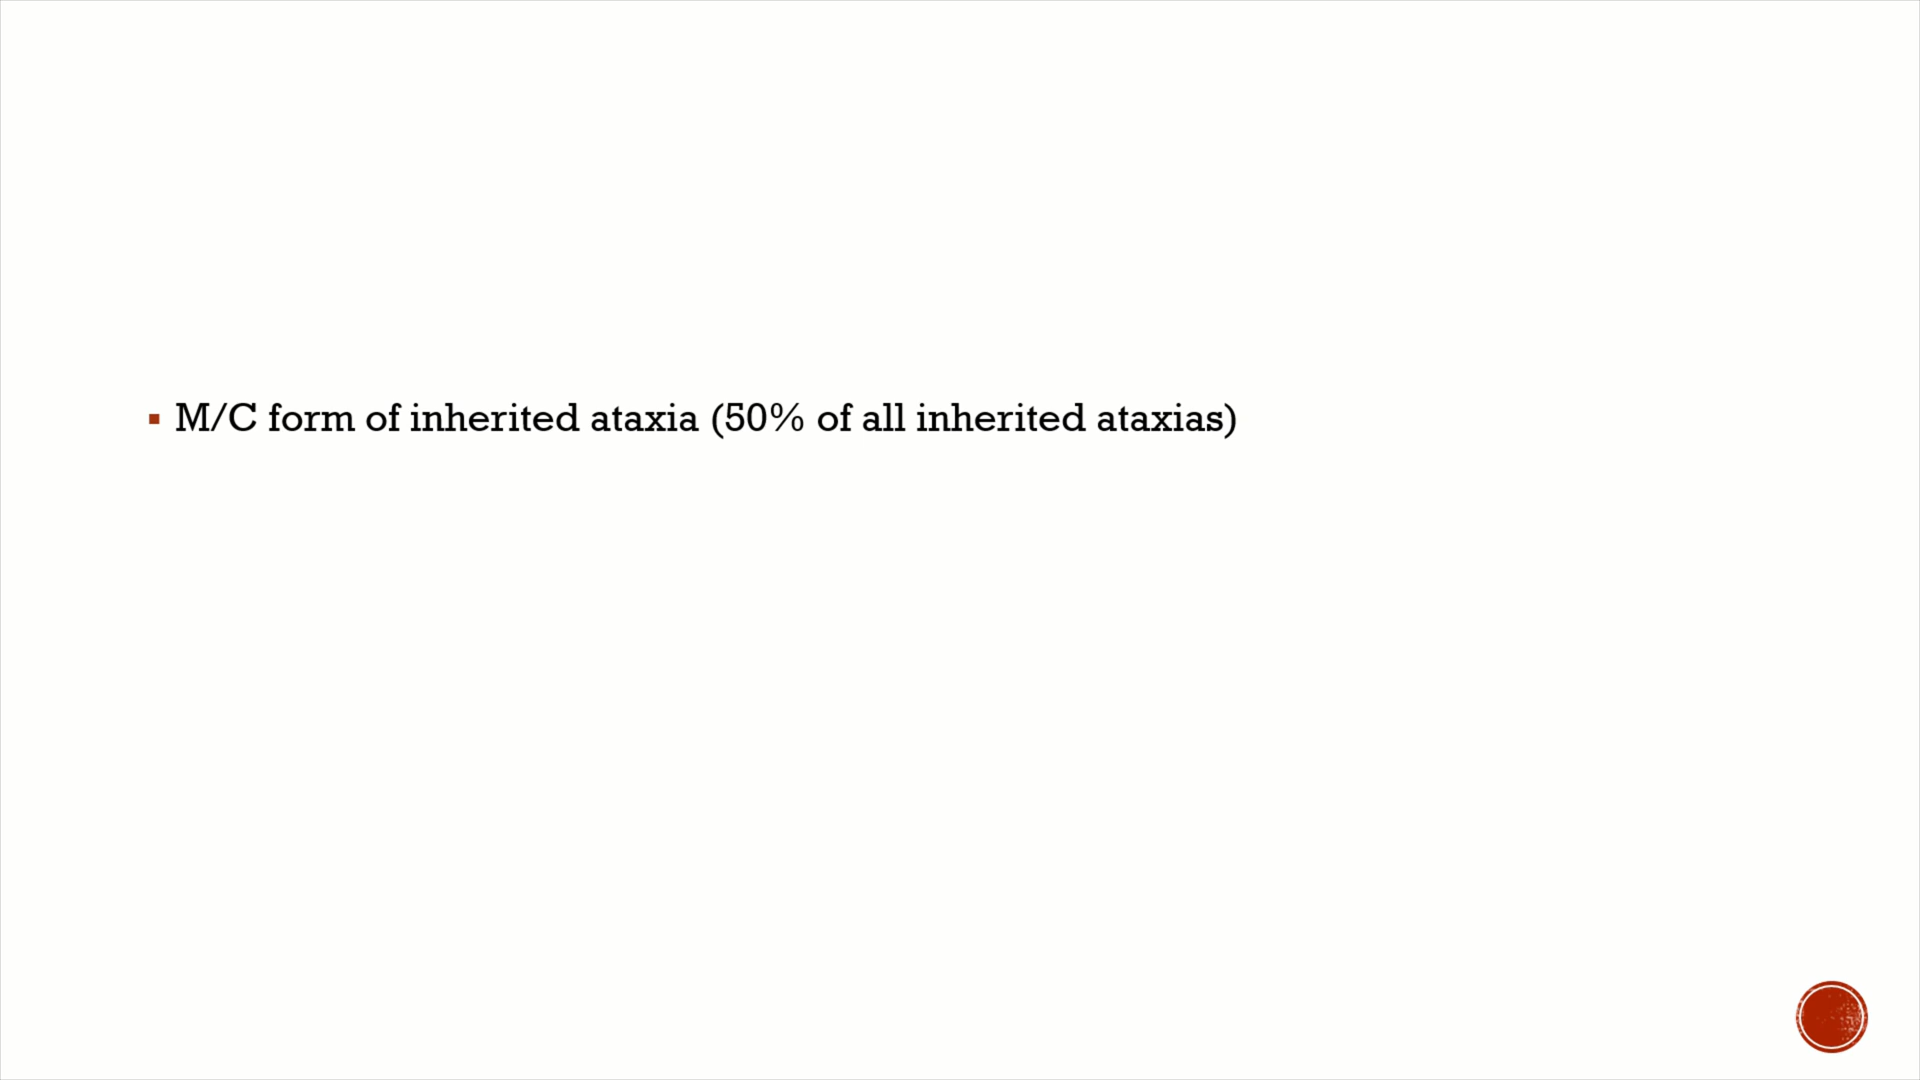 ▪ M/C form of inherited ataxia (50% of all inherited ataxias)